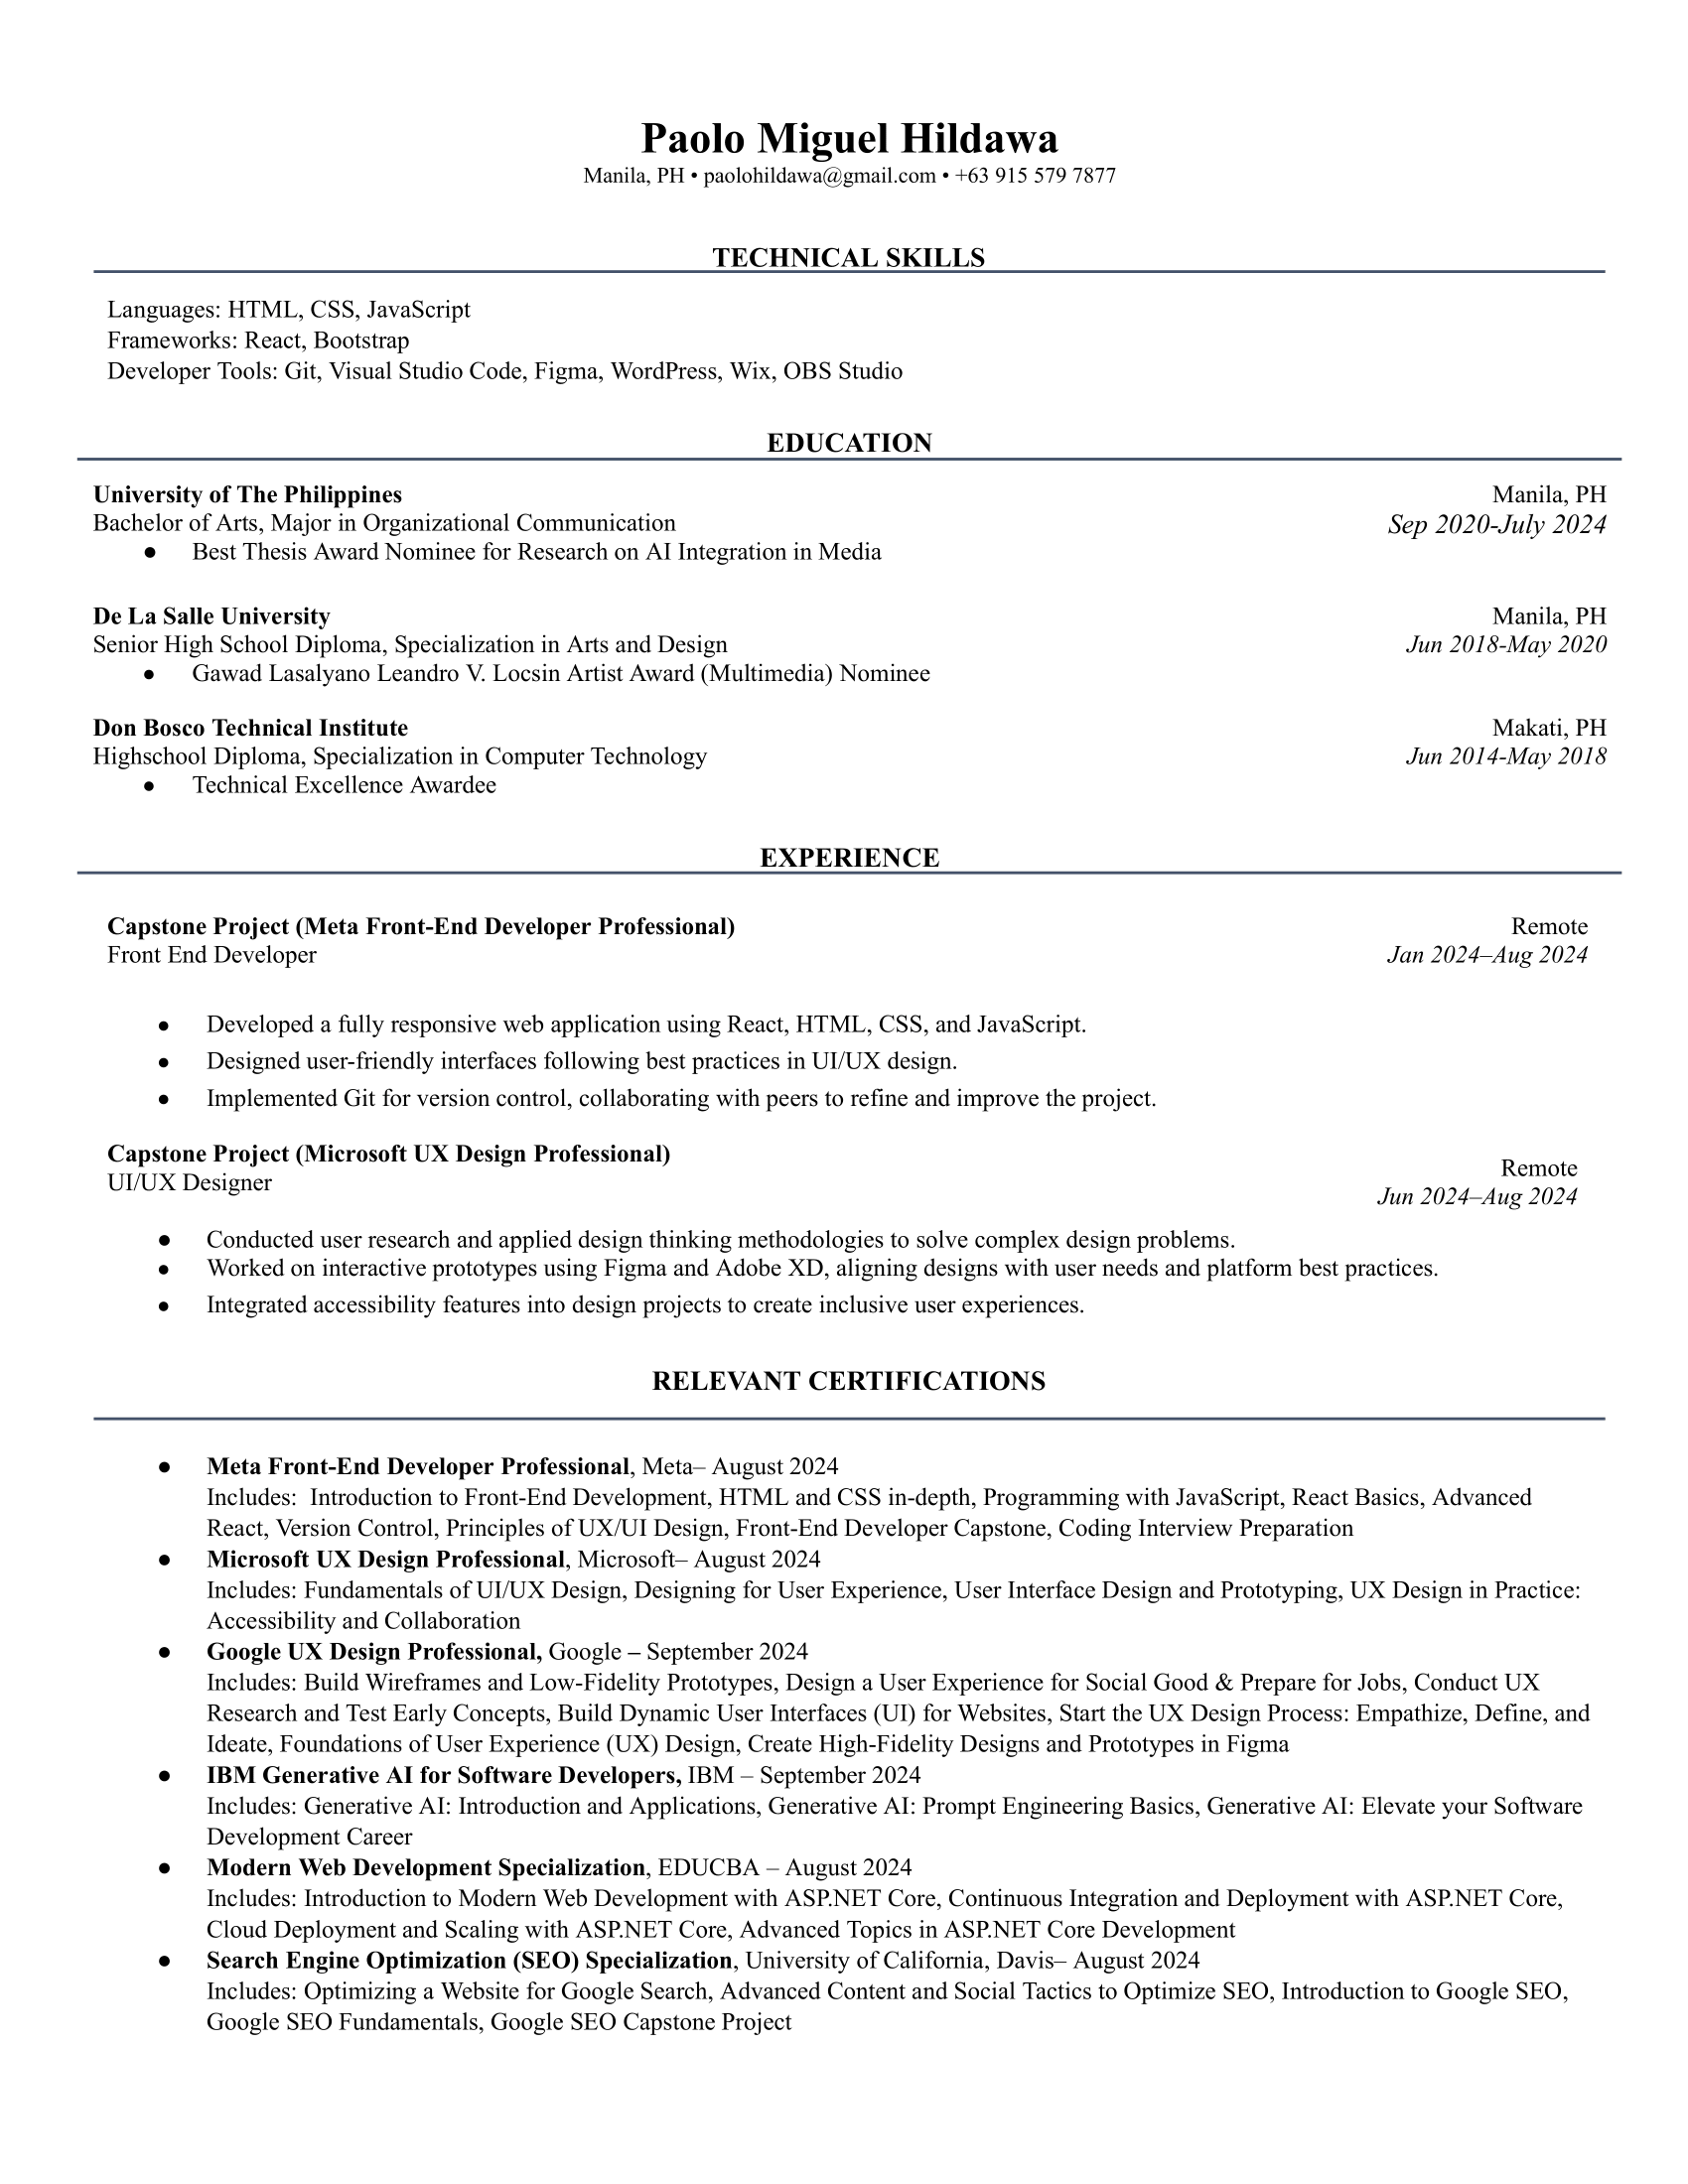 Paolo Miguel Hildawa
Manila, PH • paolohildawa@gmail.com • +63 915 579 7877
TECHNICAL SKILLS
Languages: HTML, CSS, JavaScript
Frameworks: React, Bootstrap
Developer Tools: Git, Visual Studio Code, Figma, WordPress, Wix, OBS Studio
EDUCATION
University of The Philippines Manila, PH
Bachelor of Arts, Major in Organizational Communication Sep 2020-July 2024
● Best Thesis Award Nominee for Research on AI Integration in Media
De La Salle University Manila, PH
Senior High School Diploma, Specialization in Arts and Design Jun 2018-May 2020
● Gawad Lasalyano Leandro V. Locsin Artist Award (Multimedia) Nominee
Don Bosco Technical Institute Makati, PH
Highschool Diploma, Specialization in Computer Technology Jun 2014-May 2018
● Technical Excellence Awardee
EXPERIENCE
Capstone Project (Meta Front-End Developer Professional) Remote
Front End Developer Jan 2024–Aug 2024
● Developed a fully responsive web application using React, HTML, CSS, and JavaScript.
● Designed user-friendly interfaces following best practices in UI/UX design.
● Implemented Git for version control, collaborating with peers to refine and improve the project.
Capstone Project (Microsoft UX Design Professional) Remote
UI/UX Designer Jun 2024–Aug 2024
● Conducted user research and applied design thinking methodologies to solve complex design problems.
● Worked on interactive prototypes using Figma and Adobe XD, aligning designs with user needs and platform best practices.
● Integrated accessibility features into design projects to create inclusive user experiences.
RELEVANT CERTIFICATIONS
● Meta Front-End Developer Professional, Meta– August 2024
Includes:  Introduction to Front-End Development, HTML and CSS in-depth, Programming with JavaScript, React Basics, Advanced
React, Version Control, Principles of UX/UI Design, Front-End Developer Capstone, Coding Interview Preparation
● Microsoft UX Design Professional, Microsoft– August 2024
Includes: Fundamentals of UI/UX Design, Designing for User Experience, User Interface Design and Prototyping, UX Design in Practice:
Accessibility and Collaboration
● Google UX Design Professional, Google – September 2024
Includes: Build Wireframes and Low-Fidelity Prototypes, Design a User Experience for Social Good & Prepare for Jobs, Conduct UX
Research and Test Early Concepts, Build Dynamic User Interfaces (UI) for Websites, Start the UX Design Process: Empathize, Define, and
Ideate, Foundations of User Experience (UX) Design, Create High-Fidelity Designs and Prototypes in Figma
● IBM Generative AI for Software Developers, IBM – September 2024
Includes: Generative AI: Introduction and Applications, Generative AI: Prompt Engineering Basics, Generative AI: Elevate your Software
Development Career
● Modern Web Development Specialization, EDUCBA – August 2024
Includes: Introduction to Modern Web Development with ASP.NET Core, Continuous Integration and Deployment with ASP.NET Core,
Cloud Deployment and Scaling with ASP.NET Core, Advanced Topics in ASP.NET Core Development
● Search Engine Optimization (SEO) Specialization, University of California, Davis– August 2024
Includes: Optimizing a Website for Google Search, Advanced Content and Social Tactics to Optimize SEO, Introduction to Google SEO,
Google SEO Fundamentals, Google SEO Capstone Project